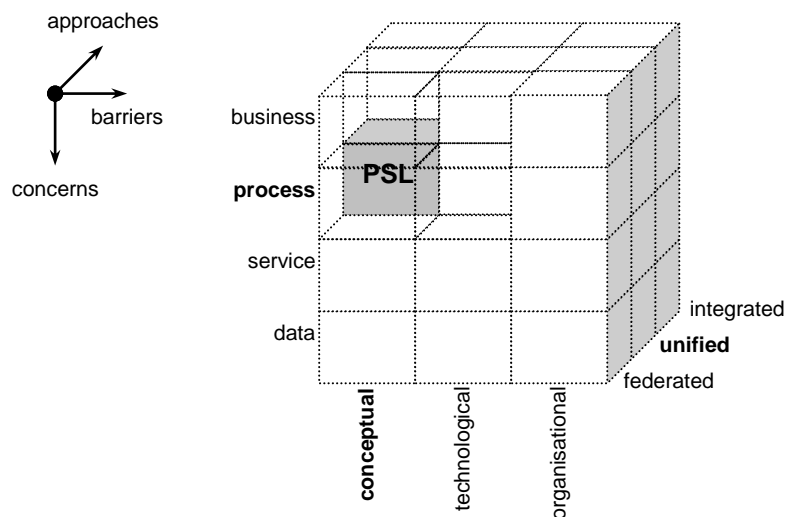 approaches
barriers
concerns
business
process
service
data
PSL
integrated
unified
federated
conceptual
technological
organisational